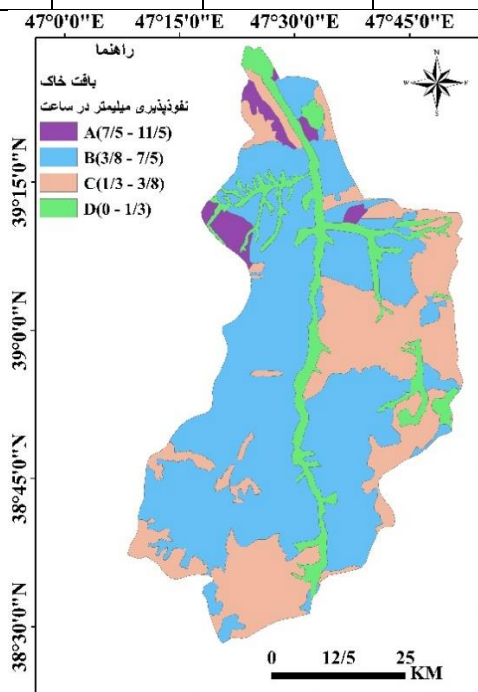 47°0'0"E 47°15'0"E 47°30'0"E 47°45'0"E
راهنما
بافت خاک
نفوذپذیری میلیمتر در ساعت
A(7/5 - 11/5)
B(3/8 - 7/5)
C(1/3 - 3/8)
D(0 - 1/3)
N
W E
S
39°15'0"N
39°0'0"N
38°45'0"N
38°30'0"N
0 12/5 25
KM